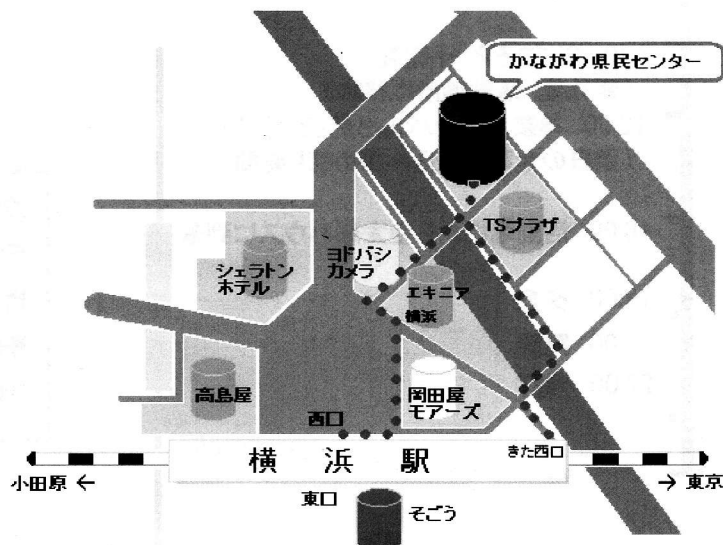 かながわ県民センター
TSプラザ
ヨドバシ
カメラ
シェラトン
ホテル
エキニア
横浜
高島屋
岡田屋
モアーズ
西口
きた西口
横浜駅
小田原 ←
→ 東京
東口
そごう